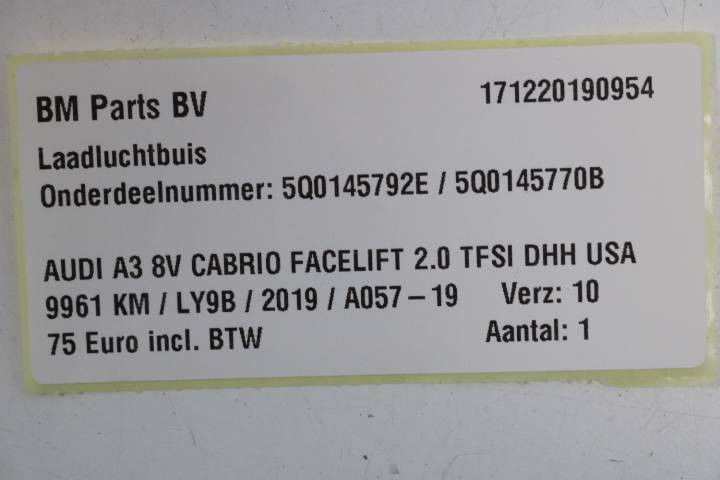 BM Parts BV 171220190954
Laadluchtbuis
Onderdeelnummer: 5Q0145792E / 5Q0145770B
AUDI A3 8V CABRIO FACELIFT 2.0 TFSI DHH USA
9961 KM / LY9B / 2019 / A057 – 19 Verz: 10
75 Euro incl. BTW Aantal: 1